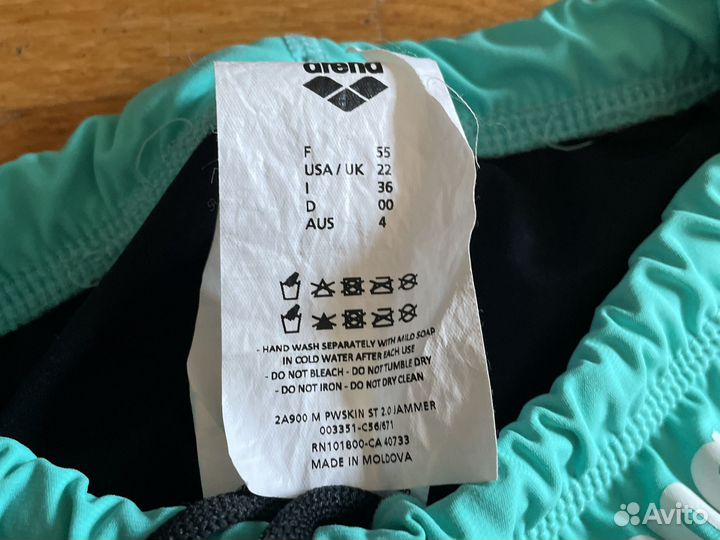 arena
F 55
USA / UK 22
I 36
D 00
AUS 4
- HAND WASH SEPARATELY WITH MILD SOAP
IN COLD WATER AFTER EACH USE
- DO NOT BLEACH - DO NOT TUMBLE DRY
- DO NOT IRON - DO NOT DRY CLEAN
2A900 M PWSKIN ST 2.0 JAMMER
003351-C56/671
RN101800-CA 40733
MADE IN MOLDOVA
Avito